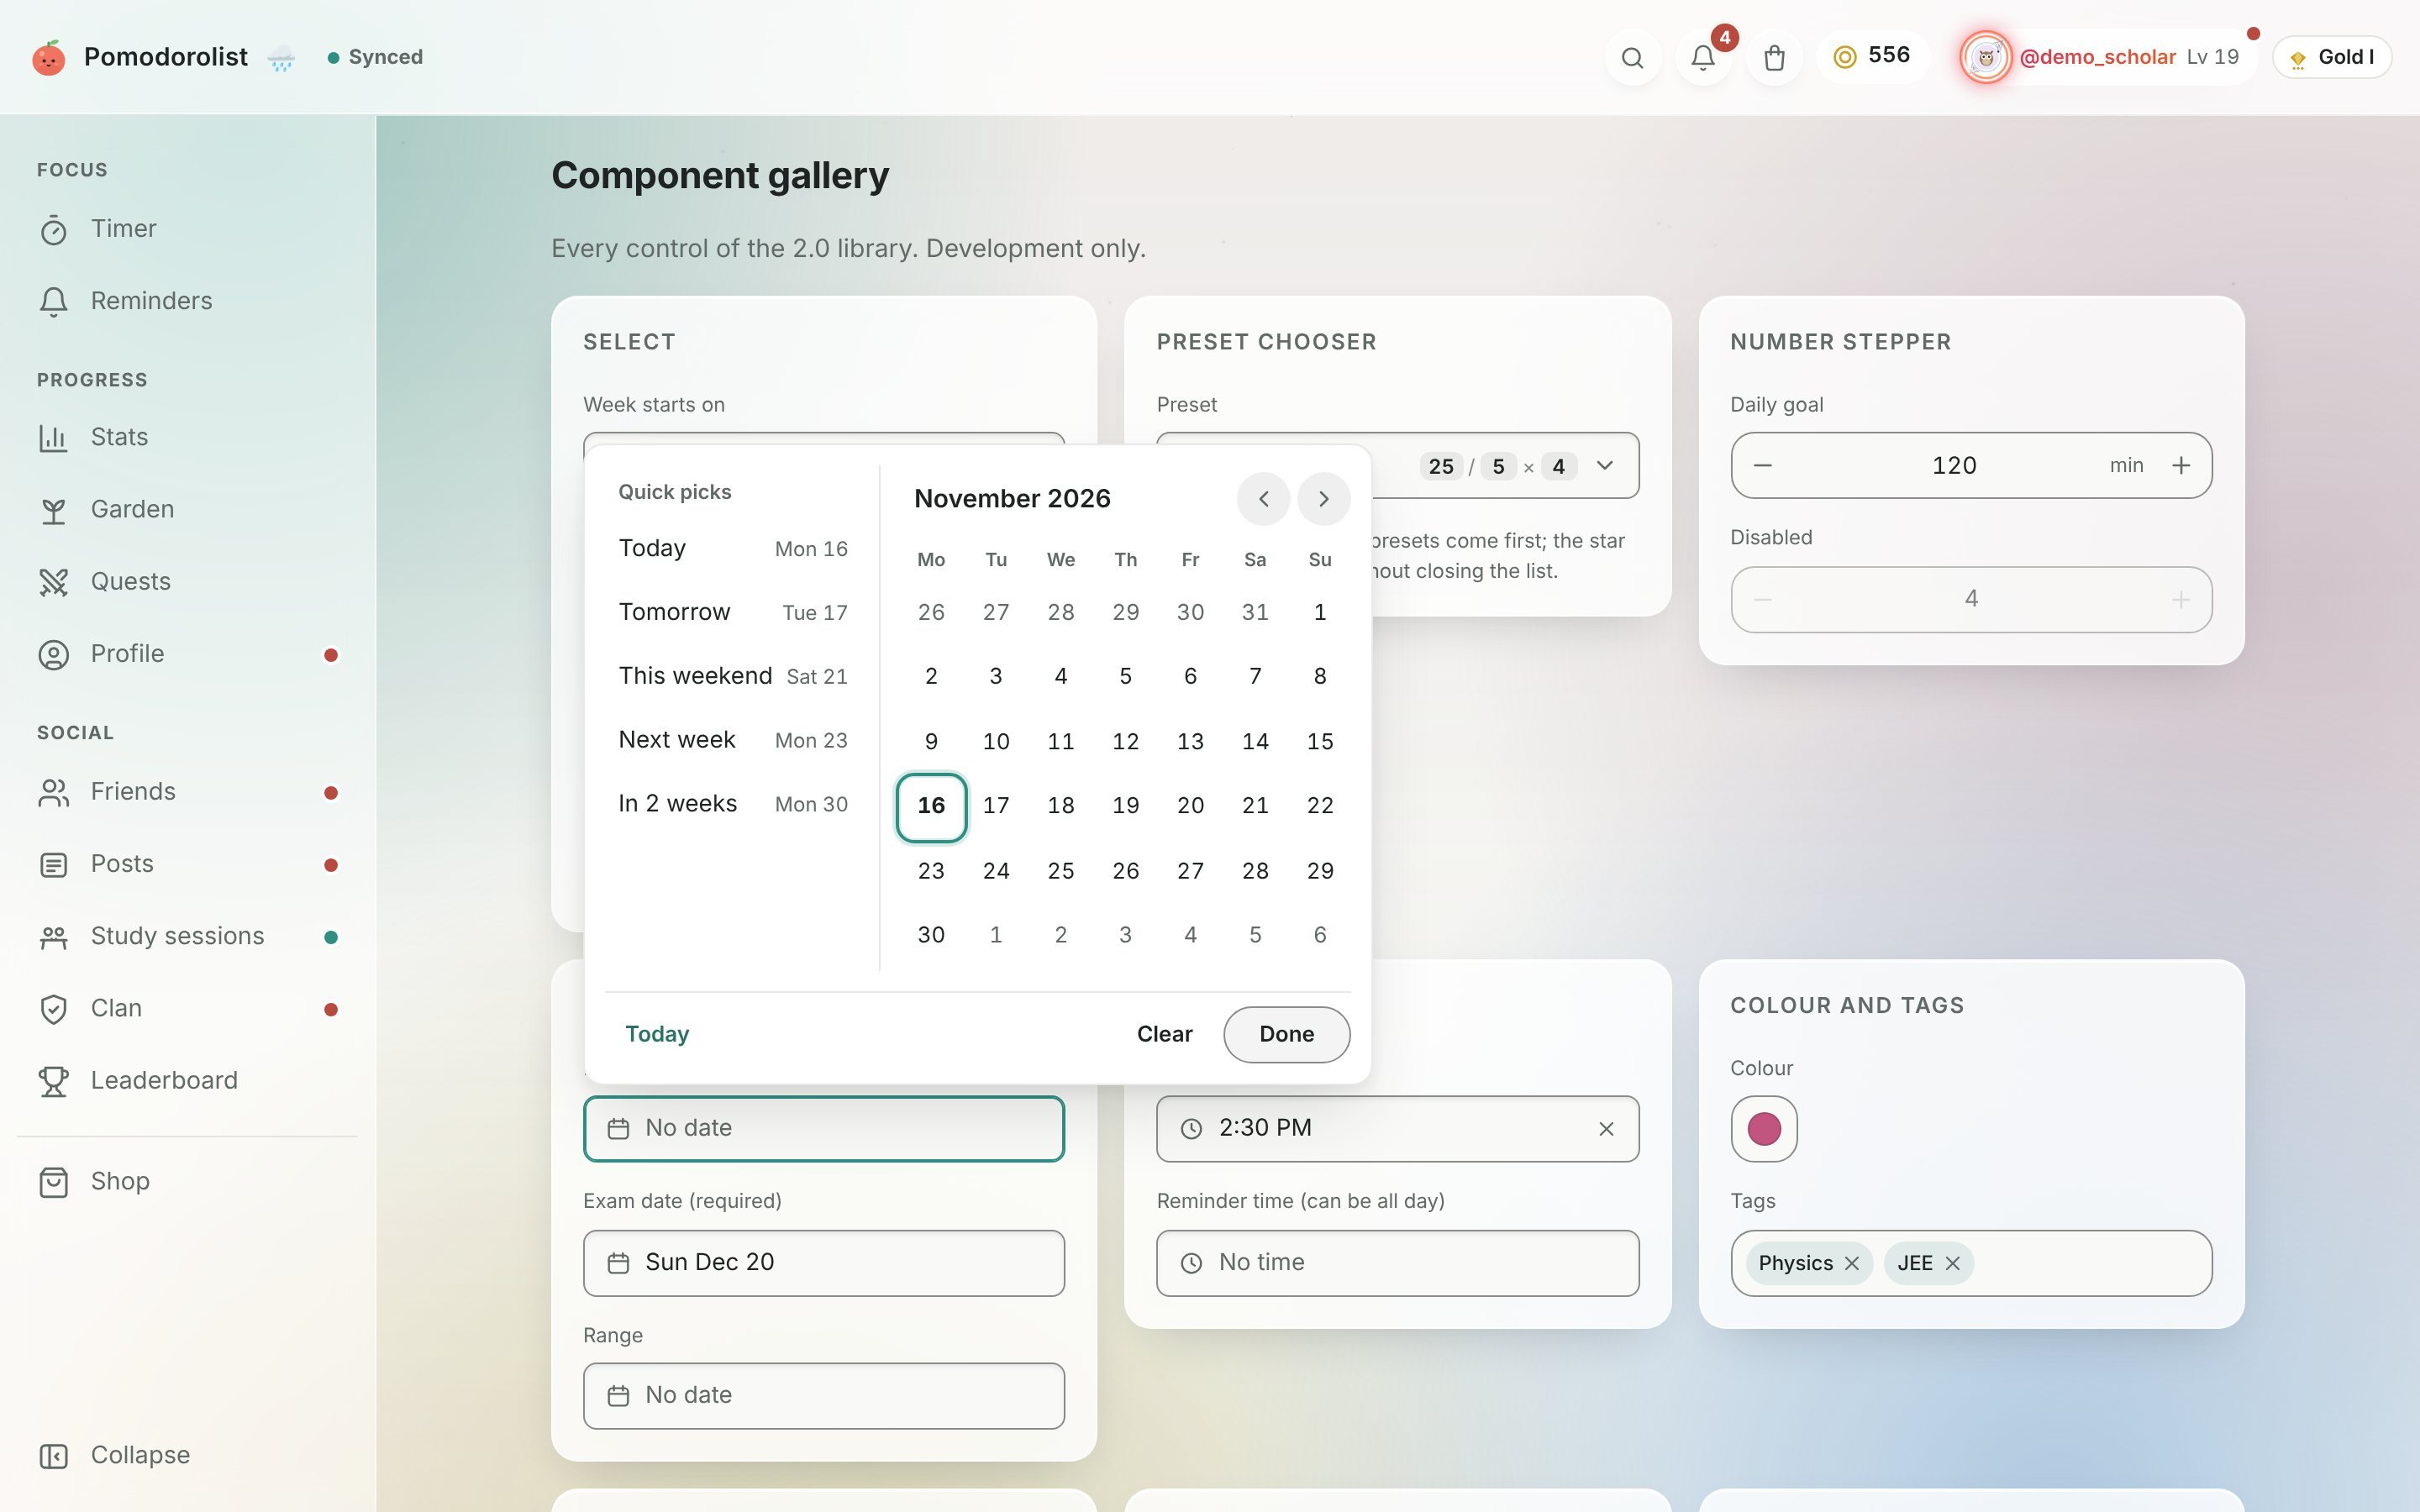 Pomodorolist
Synced
4
556
@demo_scholar Lv 19
Gold I
FOCUS
Timer
Reminders
PROGRESS
Stats
Garden
Quests
Profile
SOCIAL
Friends
Posts
Study sessions
Clan
Leaderboard
Shop
Collapse
Component gallery
Every control of the 2.0 library. Development only.
SELECT
Week starts on
PRESET CHOOSER
Preset
25 / 5 × 4
presets come first; the star
out closing the list.
NUMBER STEPPER
Daily goal
120 min
Disabled
4
Quick picks
Today Mon 16
Tomorrow Tue 17
This weekend Sat 21
Next week Mon 23
In 2 weeks Mon 30
November 2026
Mo Tu We Th Fr Sa Su
26 27 28 29 30 31 1
2 3 4 5 6 7 8
9 10 11 12 13 14 15
16 17 18 19 20 21 22
23 24 25 26 27 28 29
30 1 2 3 4 5 6
Today
Clear
Done
No date
Exam date (required)
Sun Dec 20
Range
No date
2:30 PM
Reminder time (can be all day)
No time
COLOUR AND TAGS
Colour
Tags
Physics
JEE